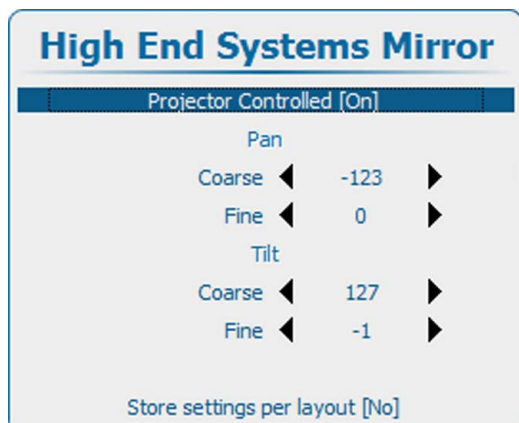 High End Systems Mirror
Projector Controlled [On]
Pan
Coarse -123
Fine 0
Tilt
Coarse 127
Fine -1
Store settings per layout [No]